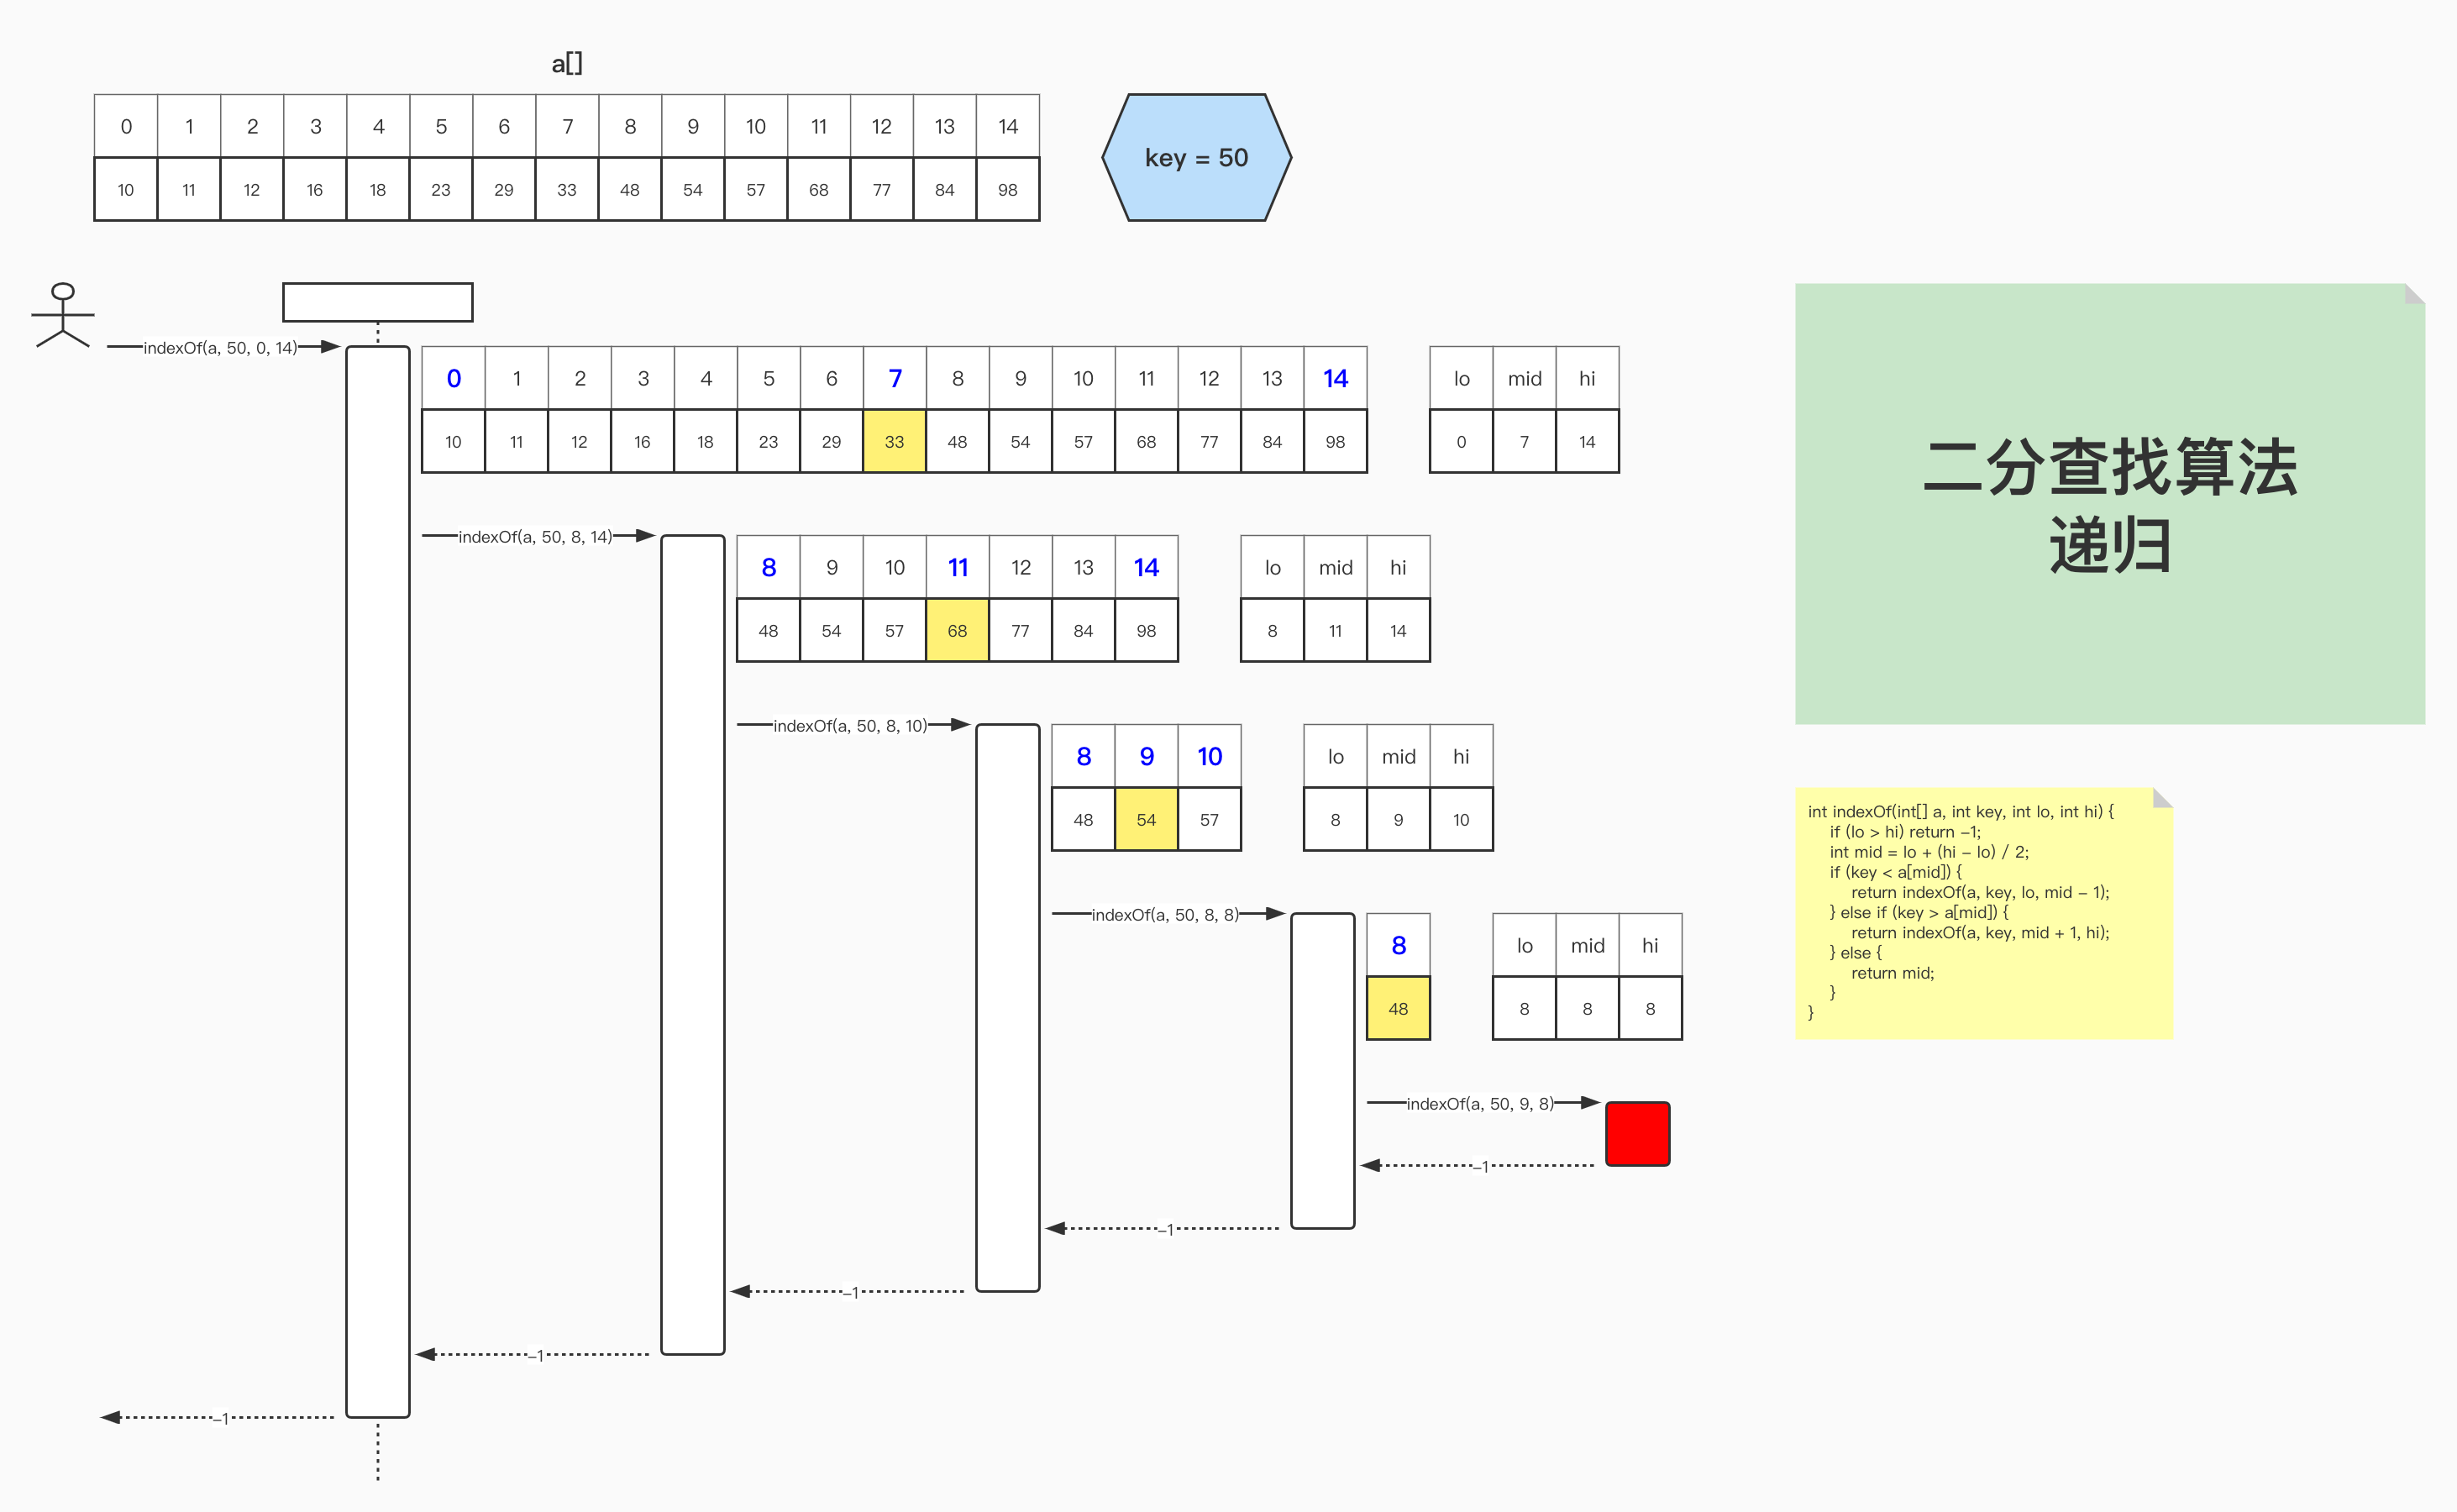 a[]
0 1 2 3 4 5 6 7 8 9 10 11 12 13 14
10 11 12 16 18 23 29 33 48 54 57 68 77 84 98
key = 50
indexOf(a, 50, 0, 14)
0 1 2 3 4 5 6 7 8 9 10 11 12 13 14
10 11 12 16 18 23 29 33 48 54 57 68 77 84 98
lo mid hi
0 7 14
indexOf(a, 50, 8, 14)
8 9 10 11 12 13 14
48 54 57 68 77 84 98
lo mid hi
8 11 14
indexOf(a, 50, 8, 10)
8 9 10
48 54 57
lo mid hi
8 9 10
indexOf(a, 50, 8, 8)
8
48
lo mid hi
8 8 8
indexOf(a, 50, 9, 8)
-1
-1
-1
-1
-1
二分查找算法
递归
int indexOf(int[] a, int key, int lo, int hi) {
if (lo > hi) return -1;
int mid = lo + (hi - lo) / 2;
if (key < a[mid]) {
return indexOf(a, key, lo, mid - 1);
} else if (key > a[mid]) {
return indexOf(a, key, mid + 1, hi);
} else {
return mid;
}
}